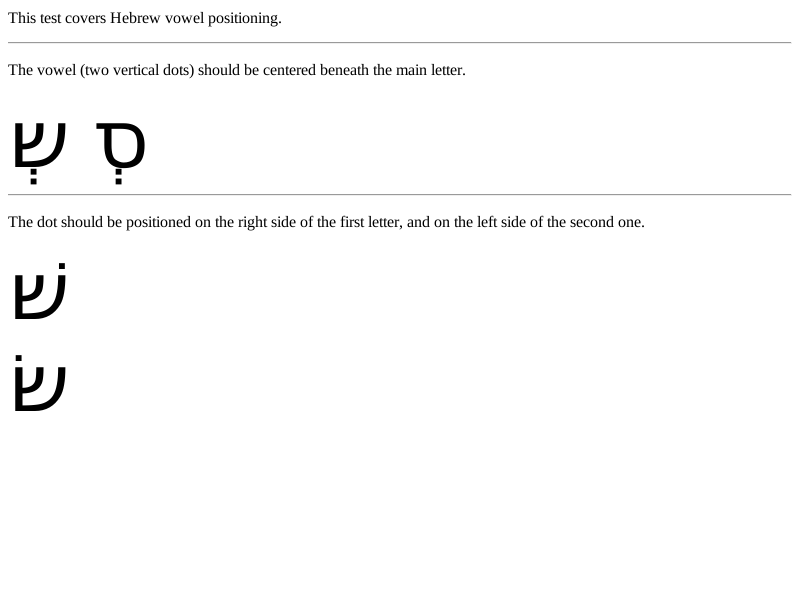 This test covers Hebrew vowel positioning.
The vowel (two vertical dots) should be centered beneath the main letter.
סְ שְ
The dot should be positioned on the right side of the first letter, and on the left side of the second one.
שׁ
שׂ